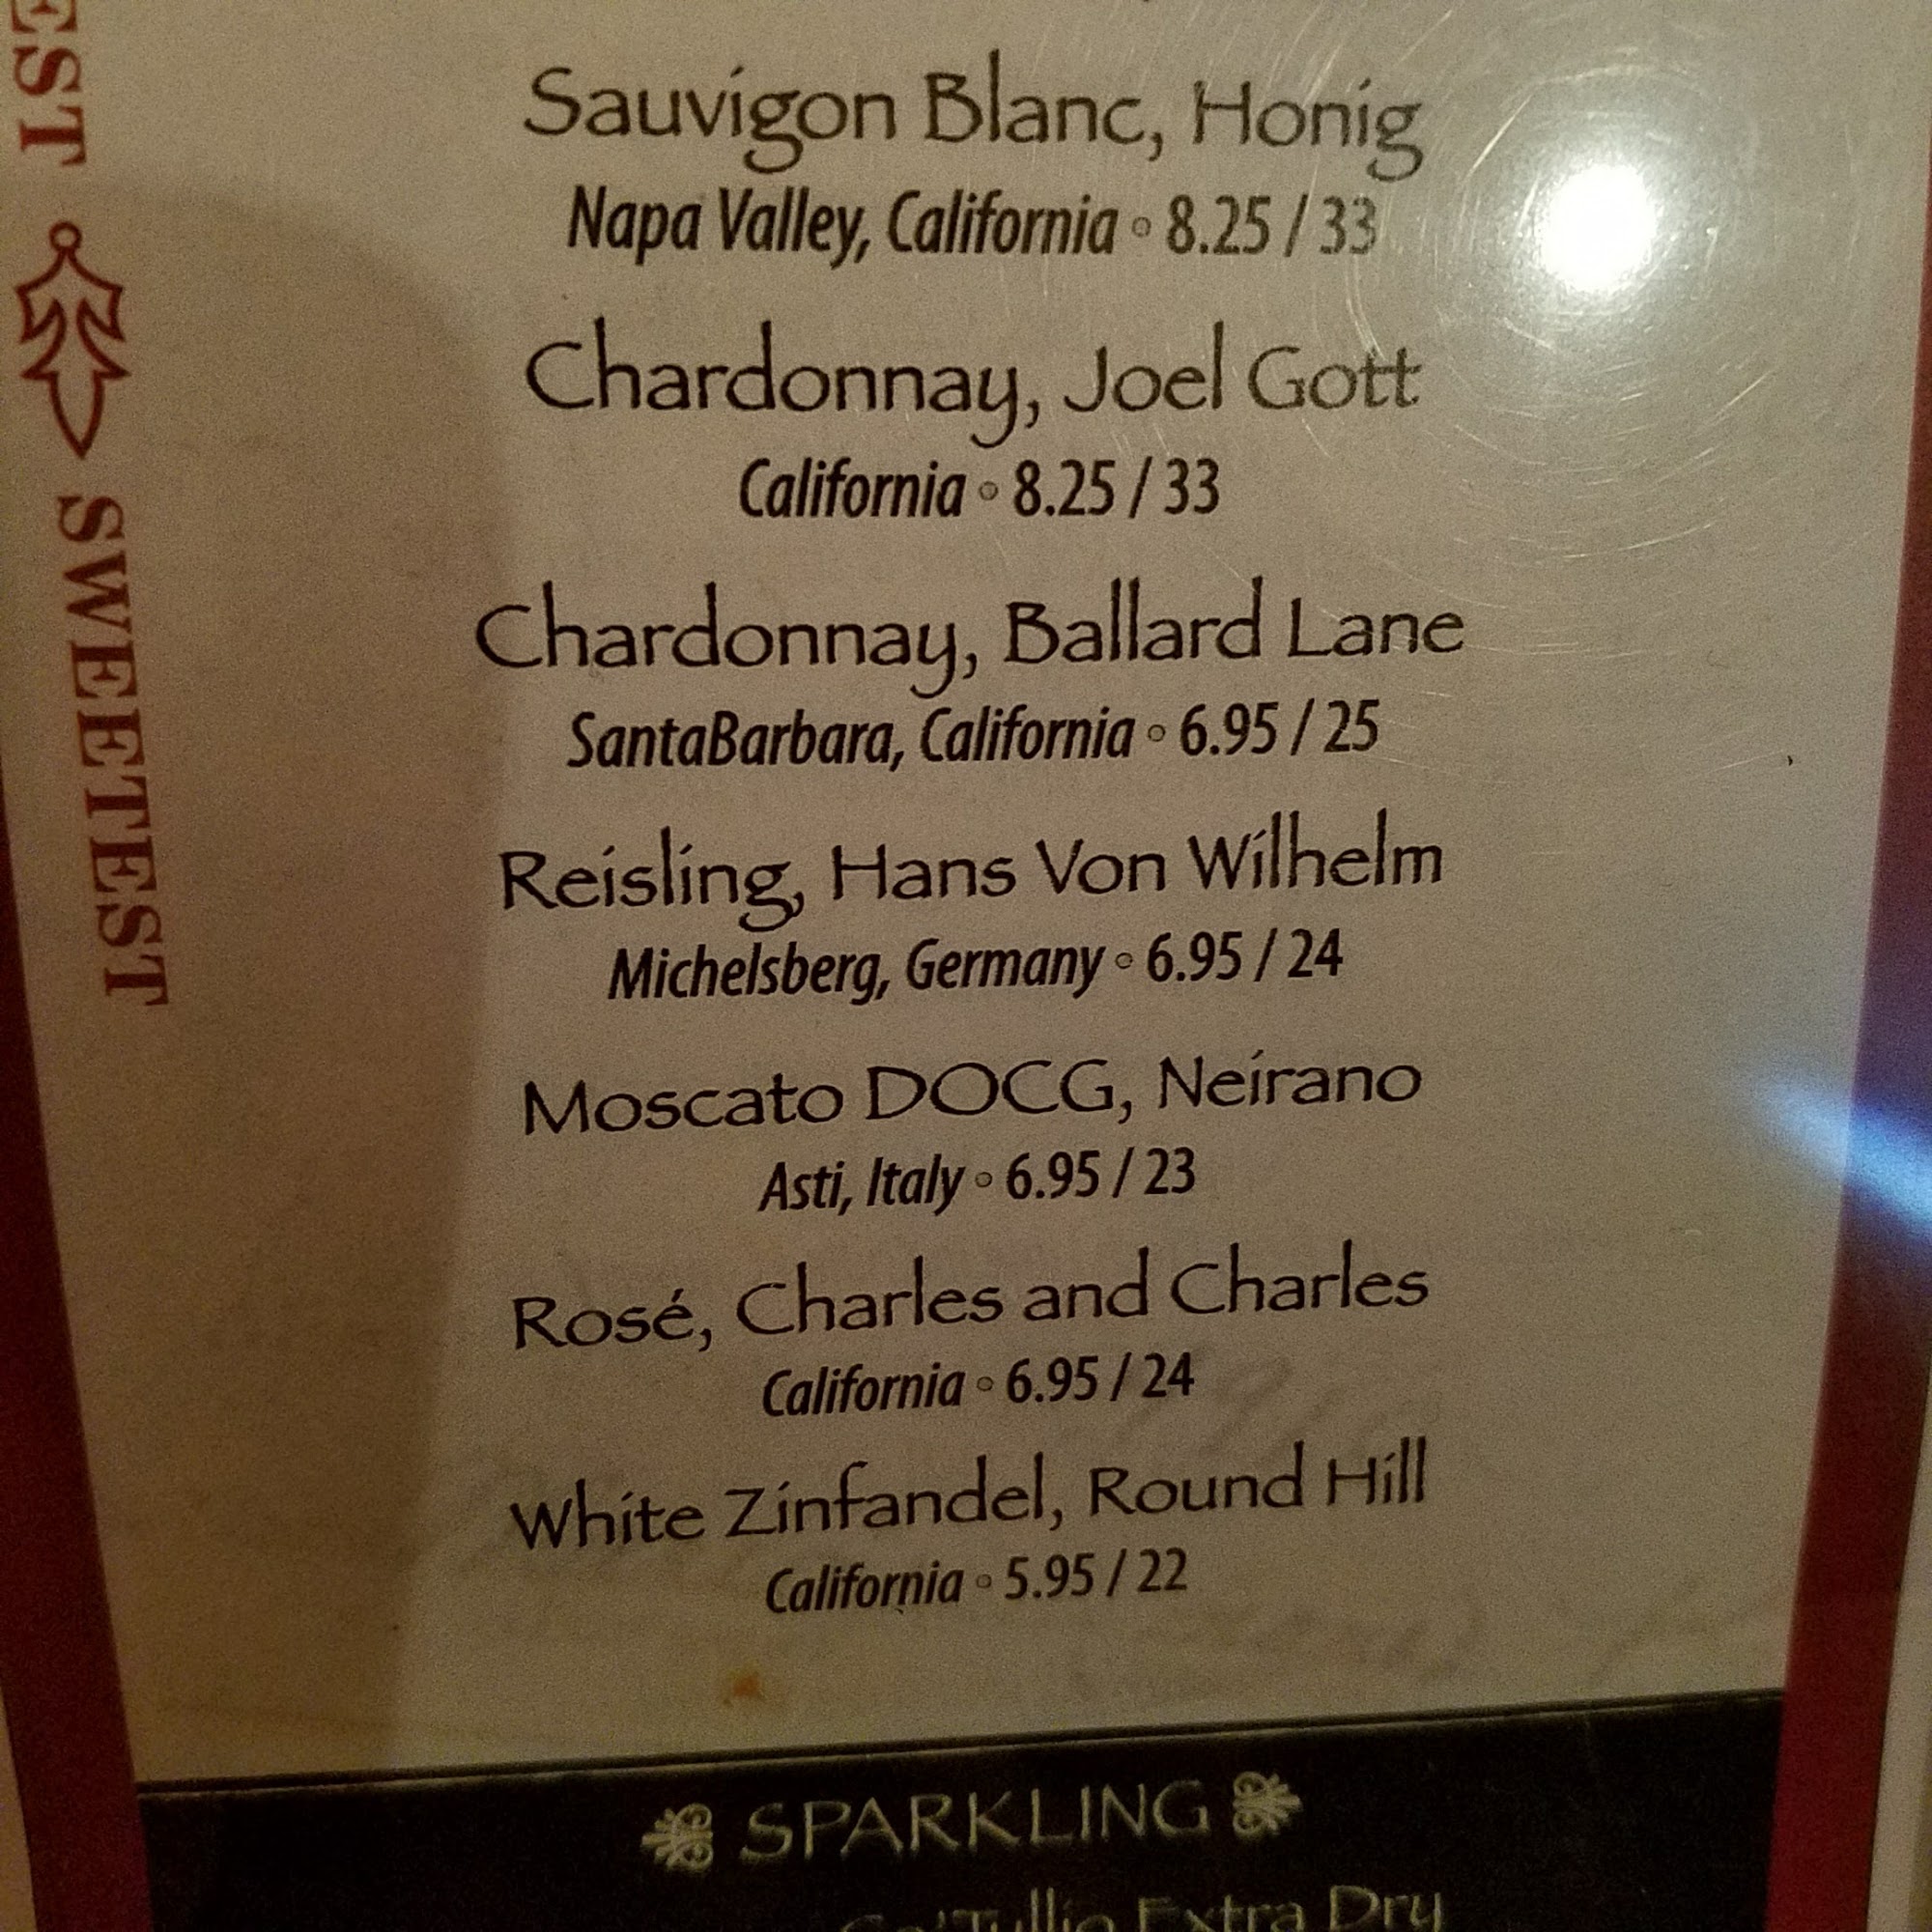 EST SWEETEST
Sauvigon Blanc, Honig
Napa Valley, California ◦ 8.25 / 33
Chardonnay, Joel Gott
California ◦ 8.25 / 33
Chardonnay, Ballard Lane
SantaBarbara, California ◦ 6.95 / 25
Reisling, Hans Von Wilhelm
Michelsberg, Germany ◦ 6.95 / 24
Moscato DOCG, Neirano
Asti, Italy ◦ 6.95 / 23
Rosé, Charles and Charles
California ◦ 6.95 / 24
White Zinfandel, Round Hill
California ◦ 5.95 / 22
SPARKLING
Ca'Tullio Extra Dry